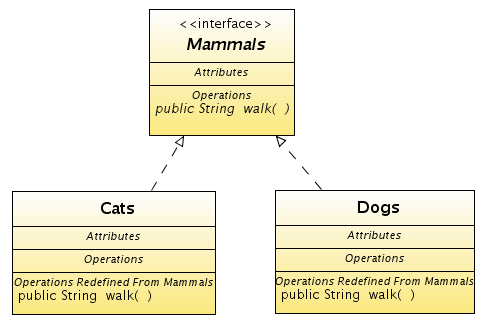 <<interface>>
Mammals
Attributes
Operations
public String walk( )
Cats
Attributes
Operations
Operations Redefined From Mammals
public String walk( )
Dogs
Attributes
Operations
Operations Redefined From Mammals
public String walk( )